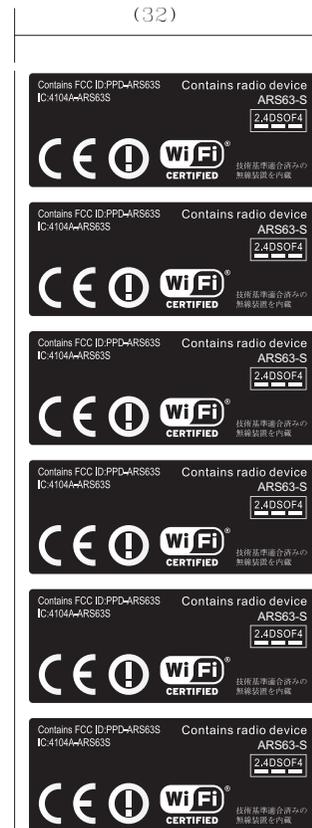 (32)
Contains FCC ID:PPD-ARS63S Contains radio device
IC:4104A-ARS63S ARS63-S
2.4DSOF4
CE Wi Fi ®
CERTIFIED
技術基準適合済みの
無線装置を内蔵
Contains FCC ID:PPD-ARS63S Contains radio device
IC:4104A-ARS63S ARS63-S
2.4DSOF4
CE Wi Fi ®
CERTIFIED
技術基準適合済みの
無線装置を内蔵
Contains FCC ID:PPD-ARS63S Contains radio device
IC:4104A-ARS63S ARS63-S
2.4DSOF4
CE Wi Fi ®
CERTIFIED
技術基準適合済みの
無線装置を内蔵
Contains FCC ID:PPD-ARS63S Contains radio device
IC:4104A-ARS63S ARS63-S
2.4DSOF4
CE Wi Fi ®
CERTIFIED
技術基準適合済みの
無線装置を内蔵
Contains FCC ID:PPD-ARS63S Contains radio device
IC:4104A-ARS63S ARS63-S
2.4DSOF4
CE Wi Fi ®
CERTIFIED
技術基準適合済みの
無線装置を内蔵
Contains FCC ID:PPD-ARS63S Contains radio device
IC:4104A-ARS63S ARS63-S
2.4DSOF4
CE Wi Fi ®
CERTIFIED
技術基準適合済みの
無線装置を内蔵